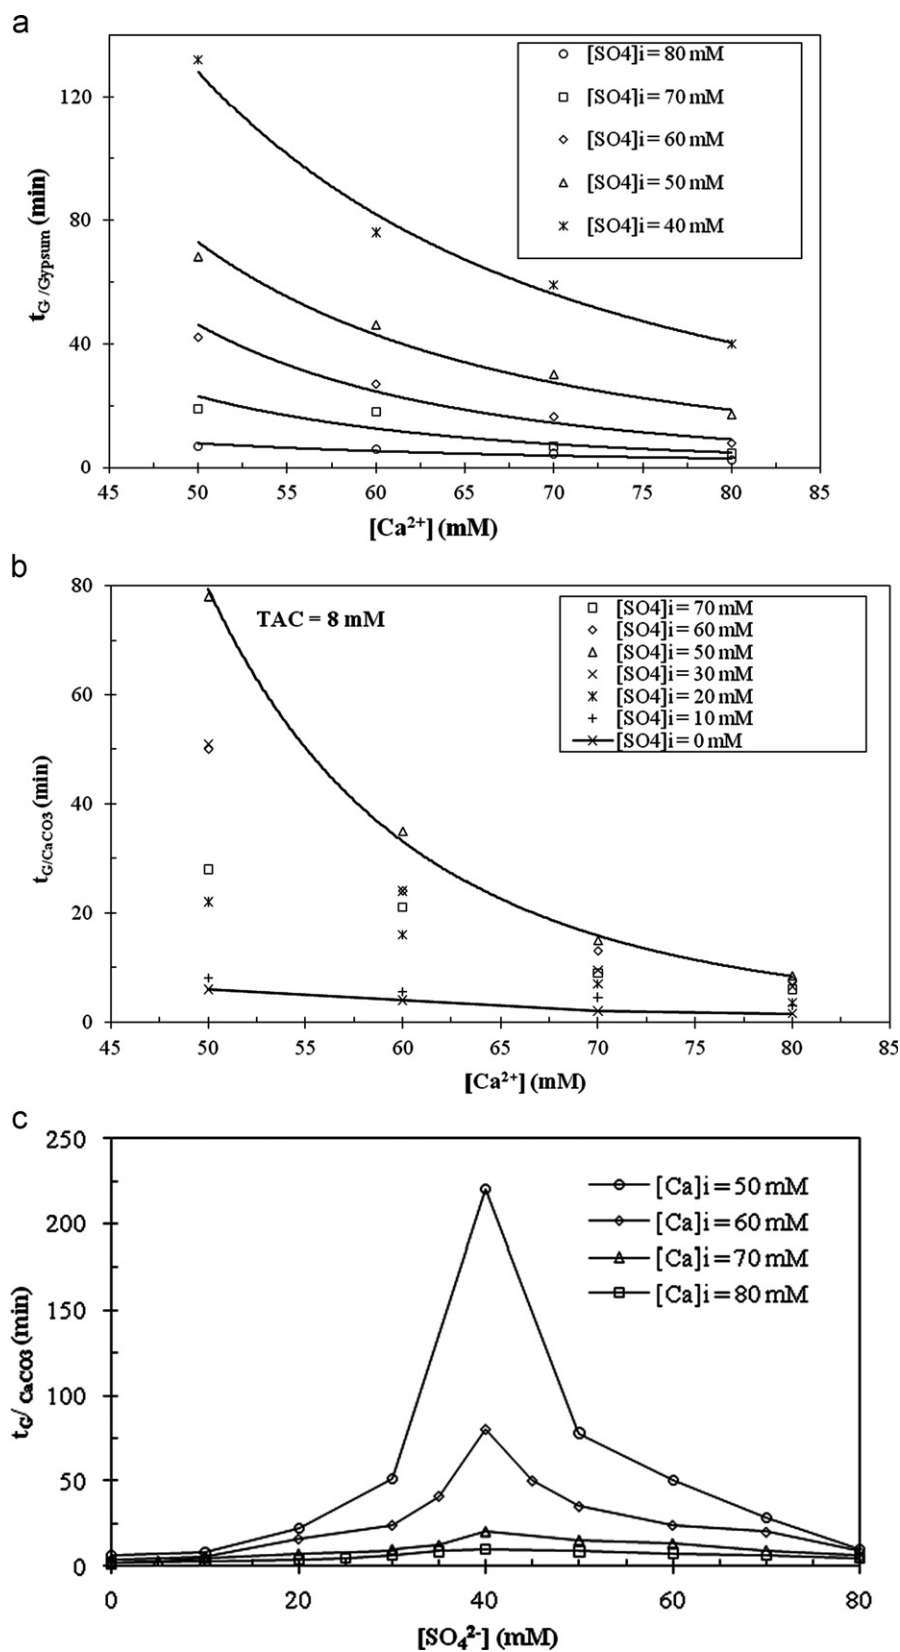 a
120
80
40
0
t_G /Gypsum (min)
[SO4]i = 80 mM
[SO4]i = 70 mM
[SO4]i = 60 mM
[SO4]i = 50 mM
[SO4]i = 40 mM
45 50 55 60 65 70 75 80 85
[Ca²⁺] (mM)
b
80
60
40
20
0
t_G/CaCO3 (min)
TAC = 8 mM
[SO4]i = 70 mM
[SO4]i = 60 mM
[SO4]i = 50 mM
[SO4]i = 30 mM
[SO4]i = 20 mM
[SO4]i = 10 mM
[SO4]i = 0 mM
45 50 55 60 65 70 75 80 85
[Ca²⁺] (mM)
c
250
200
150
100
50
0
t_G/ CaCO3 (min)
[Ca]i = 50 mM
[Ca]i = 60 mM
[Ca]i = 70 mM
[Ca]i = 80 mM
0 20 40 60 80
[SO₄²⁻] (mM)